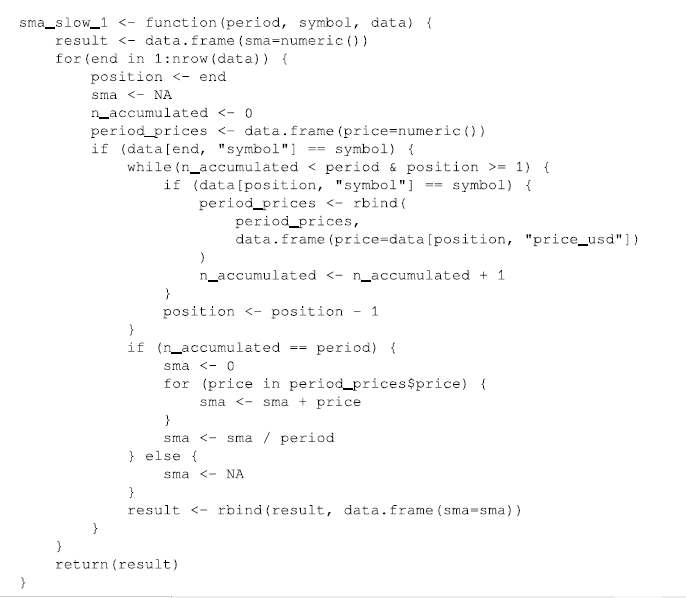 sma_slow_1 <- function(period, symbol, data) {
    result <- data.frame(sma=numeric())
    for(end in 1:nrow(data)) {
        position <- end
        sma <- NA
        n_accumulated <- 0
        period_prices <- data.frame(price=numeric())
        if (data[end, "symbol"] == symbol) {
            while(n_accumulated < period & position >= 1) {
                if (data[position, "symbol"] == symbol) {
                    period_prices <- rbind(
                        period_prices,
                        data.frame(price=data[position, "price_usd"])
                    )
                    n_accumulated <- n_accumulated + 1
                }
                position <- position - 1
            }
            if (n_accumulated == period) {
                sma <- 0
                for (price in period_prices$price) {
                    sma <- sma + price
                }
                sma <- sma / period
            } else {
                sma <- NA
            }
            result <- rbind(result, data.frame(sma=sma))
        }
    }
    return(result)
}